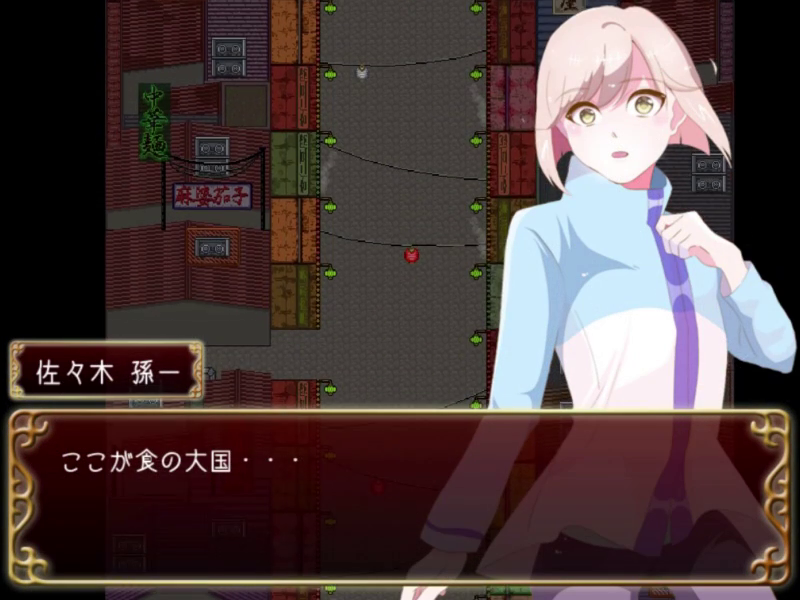 中華麺
麻婆茄子
佐々木 孫一
ここが食の大国・・・